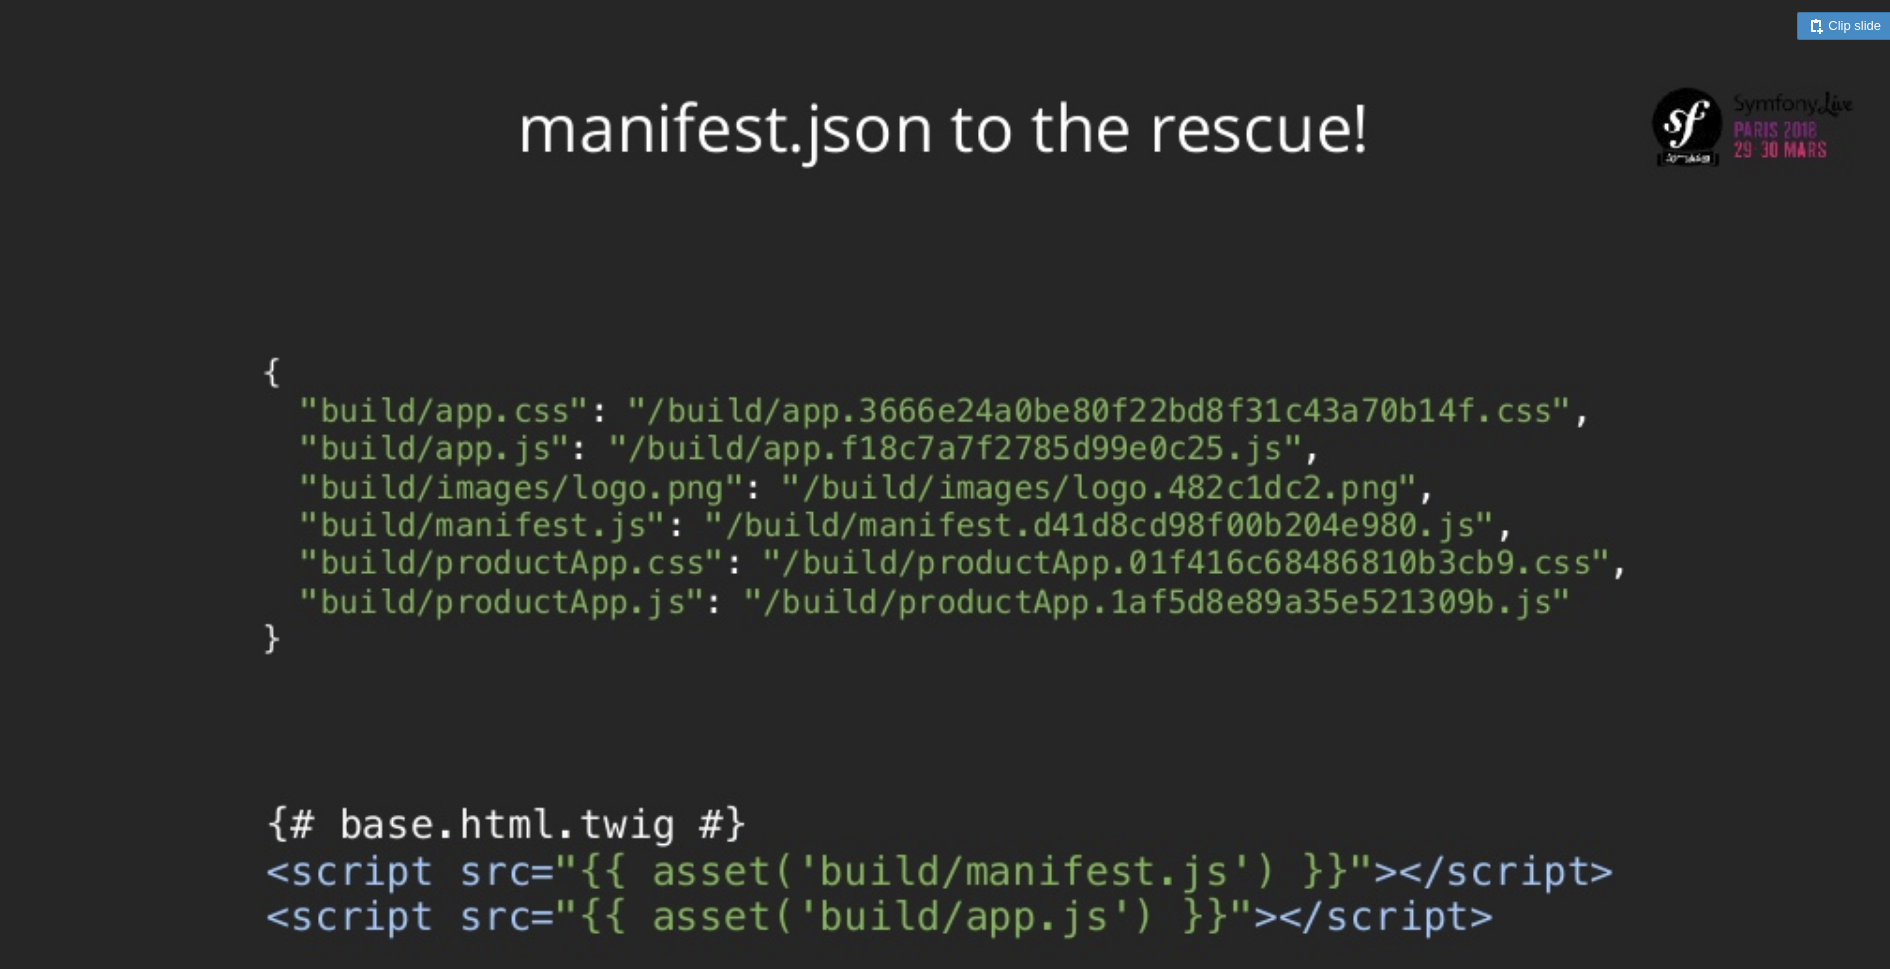 Clip slide
manifest.json to the rescue!
SymfonyLive
PARIS 2018
29-30 MARS
{
  "build/app.css": "/build/app.3666e24a0be80f22bd8f31c43a70b14f.css",
  "build/app.js": "/build/app.f18c7a7f2785d99e0c25.js",
  "build/images/logo.png": "/build/images/logo.482c1dc2.png",
  "build/manifest.js": "/build/manifest.d41d8cd98f00b204e980.js",
  "build/productApp.css": "/build/productApp.01f416c68486810b3cb9.css",
  "build/productApp.js": "/build/productApp.1af5d8e89a35e521309b.js"
}
{# base.html.twig #}
<script src="{{ asset('build/manifest.js') }}"></script>
<script src="{{ asset('build/app.js') }}"></script>